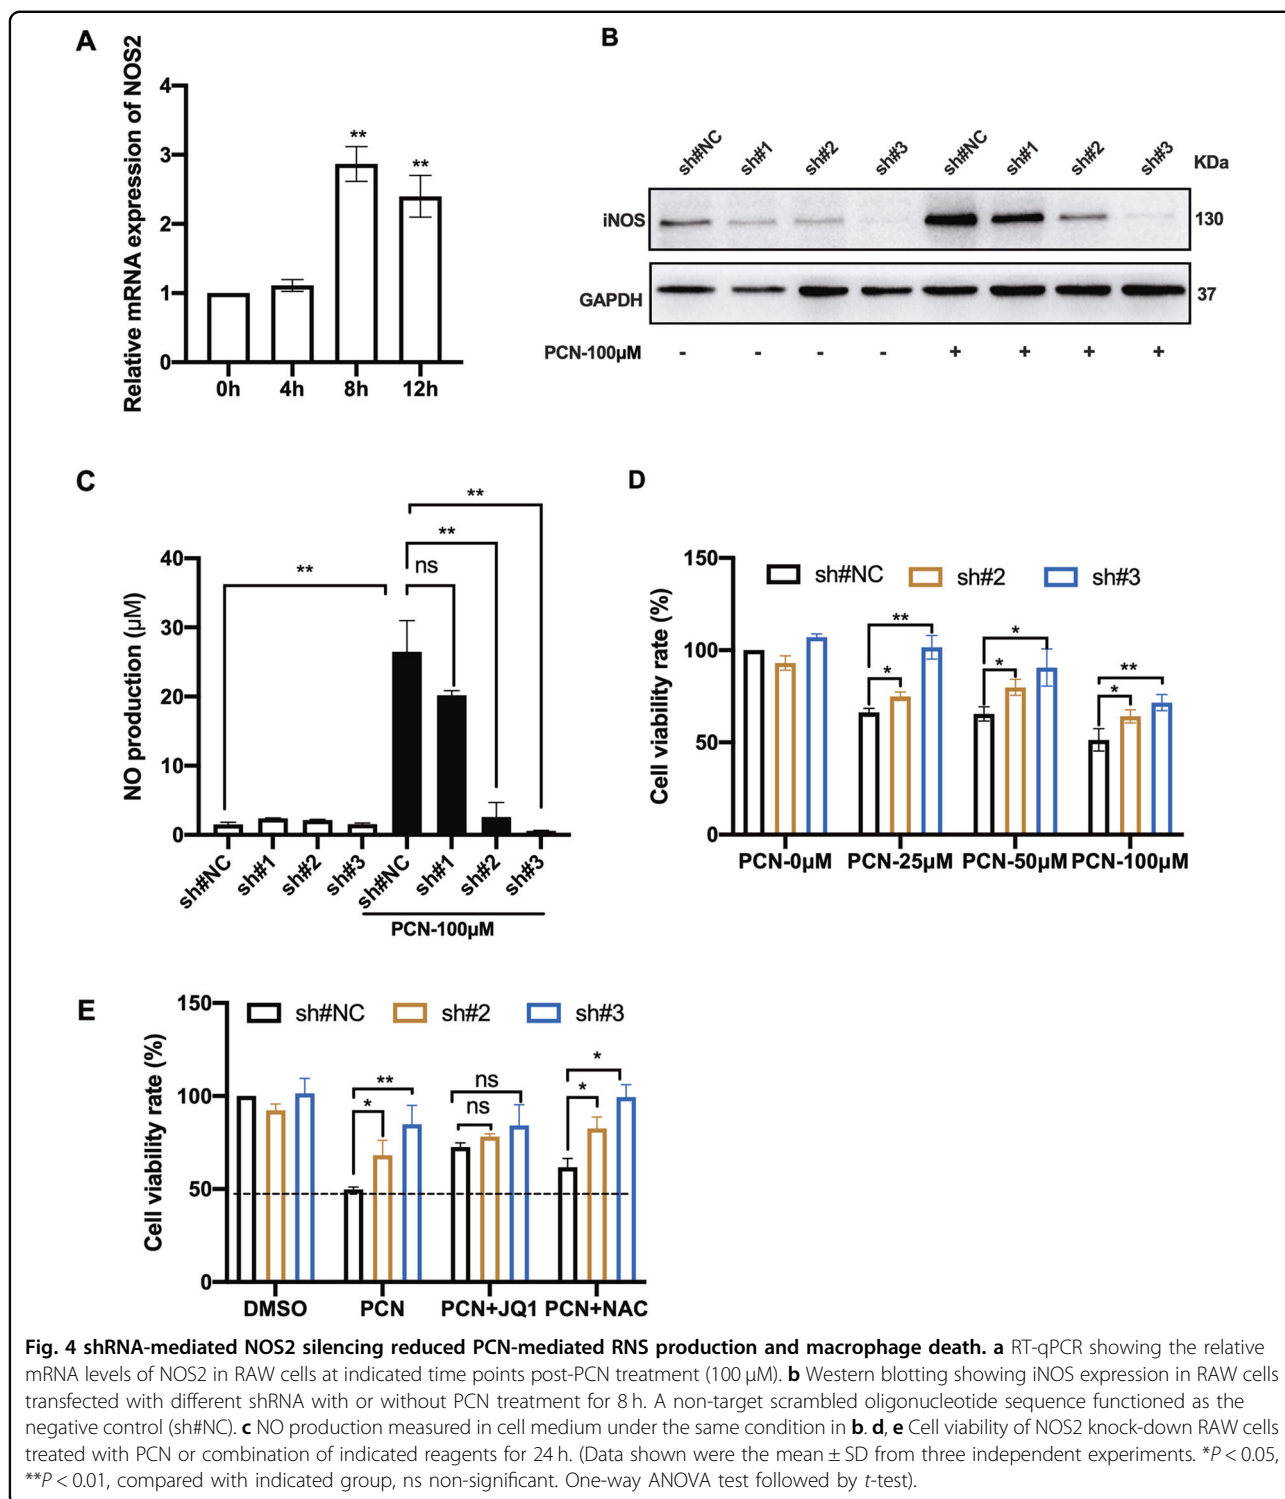 A
Relative mRNA expression of NOS2
4
3
2
1
0
**
**
0h 4h 8h 12h
B
sh#NC sh#1 sh#2 sh#3 sh#NC sh#1 sh#2 sh#3 KDa
iNOS 130
GAPDH 37
PCN-100μM - - - - + + + +
C
NO production (μM)
40
30
20
10
0
**
**
**
ns
sh#NC sh#1 sh#2 sh#3 sh#NC sh#1 sh#2 sh#3
PCN-100μM
D
Cell viability rate (%)
150
100
50
0
sh#NC sh#2 sh#3
** * * * ** *
PCN-0μM PCN-25μM PCN-50μM PCN-100μM
E
Cell viability rate (%)
150
100
50
0
sh#NC sh#2 sh#3
** * ns ns * *
DMSO PCN PCN+JQ1 PCN+NAC
Fig. 4 shRNA-mediated NOS2 silencing reduced PCN-mediated RNS production and macrophage death. a RT-qPCR showing the relative
mRNA levels of NOS2 in RAW cells at indicated time points post-PCN treatment (100 μM). b Western blotting showing iNOS expression in RAW cells
transfected with different shRNA with or without PCN treatment for 8 h. A non-target scrambled oligonucleotide sequence functioned as the
negative control (sh#NC). c NO production measured in cell medium under the same condition in b. d, e Cell viability of NOS2 knock-down RAW cells
treated with PCN or combination of indicated reagents for 24 h. (Data shown were the mean ± SD from three independent experiments. *P < 0.05,
**P < 0.01, compared with indicated group, ns non-significant. One-way ANOVA test followed by t-test).